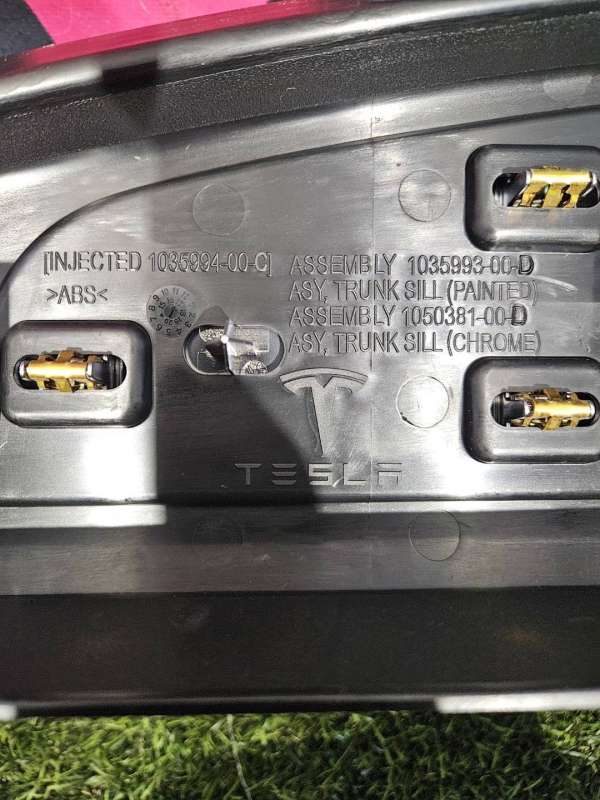 [INJECTED 1035994-00-C]
>ABS<
ASSEMBLY 1035993-00-D
ASY, TRUNK SILL (PAINTED)
ASSEMBLY 1050381-00-D
ASY, TRUNK SILL (CHROME)
TESLA